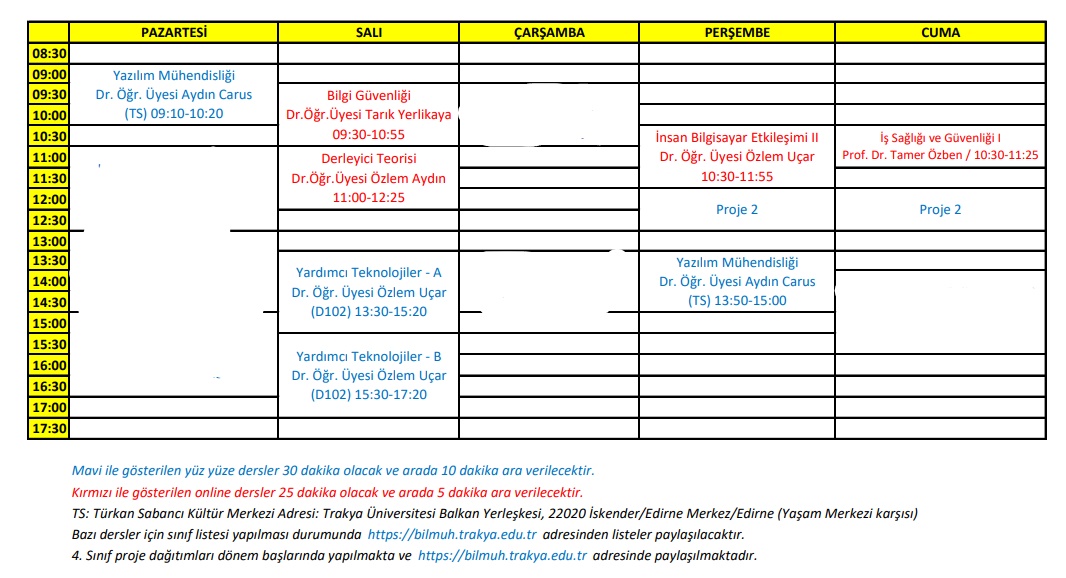 PAZARTESİ SALI ÇARŞAMBA PERŞEMBE CUMA
08:30
09:00
09:30
10:00
10:30
11:00
11:30
12:00
12:30
13:00
13:30
14:00
14:30
15:00
15:30
16:00
16:30
17:00
17:30
Yazılım Mühendisliği
Dr. Öğr. Üyesi Aydın Carus
(TS) 09:10-10:20
Bilgi Güvenliği
Dr.Öğr.Üyesi Tarık Yerlikaya
09:30-10:55
Derleyici Teorisi
Dr.Öğr.Üyesi Özlem Aydın
11:00-12:25
Yardımcı Teknolojiler - A
Dr. Öğr. Üyesi Özlem Uçar
(D102) 13:30-15:20
Yardımcı Teknolojiler - B
Dr. Öğr. Üyesi Özlem Uçar
(D102) 15:30-17:20
İnsan Bilgisayar Etkileşimi II
Dr. Öğr. Üyesi Özlem Uçar
10:30-11:55
Proje 2
Yazılım Mühendisliği
Dr. Öğr. Üyesi Aydın Carus
(TS) 13:50-15:00
İş Sağlığı ve Güvenliği I
Prof. Dr. Tamer Özben / 10:30-11:25
Proje 2
Mavi ile gösterilen yüz yüze dersler 30 dakika olacak ve arada 10 dakika ara verilecektir.
Kırmızı ile gösterilen online dersler 25 dakika olacak ve arada 5 dakika ara verilecektir.
TS: Türkan Sabancı Kültür Merkezi Adresi: Trakya Üniversitesi Balkan Yerleşkesi, 22020 İskender/Edirne Merkez/Edirne (Yaşam Merkezi karşısı)
Bazı dersler için sınıf listesi yapılması durumunda https://bilmuh.trakya.edu.tr adresinden listeler paylaşılacaktır.
4. Sınıf proje dağıtımları dönem başlarında yapılmakta ve https://bilmuh.trakya.edu.tr adresinde paylaşılmaktadır.